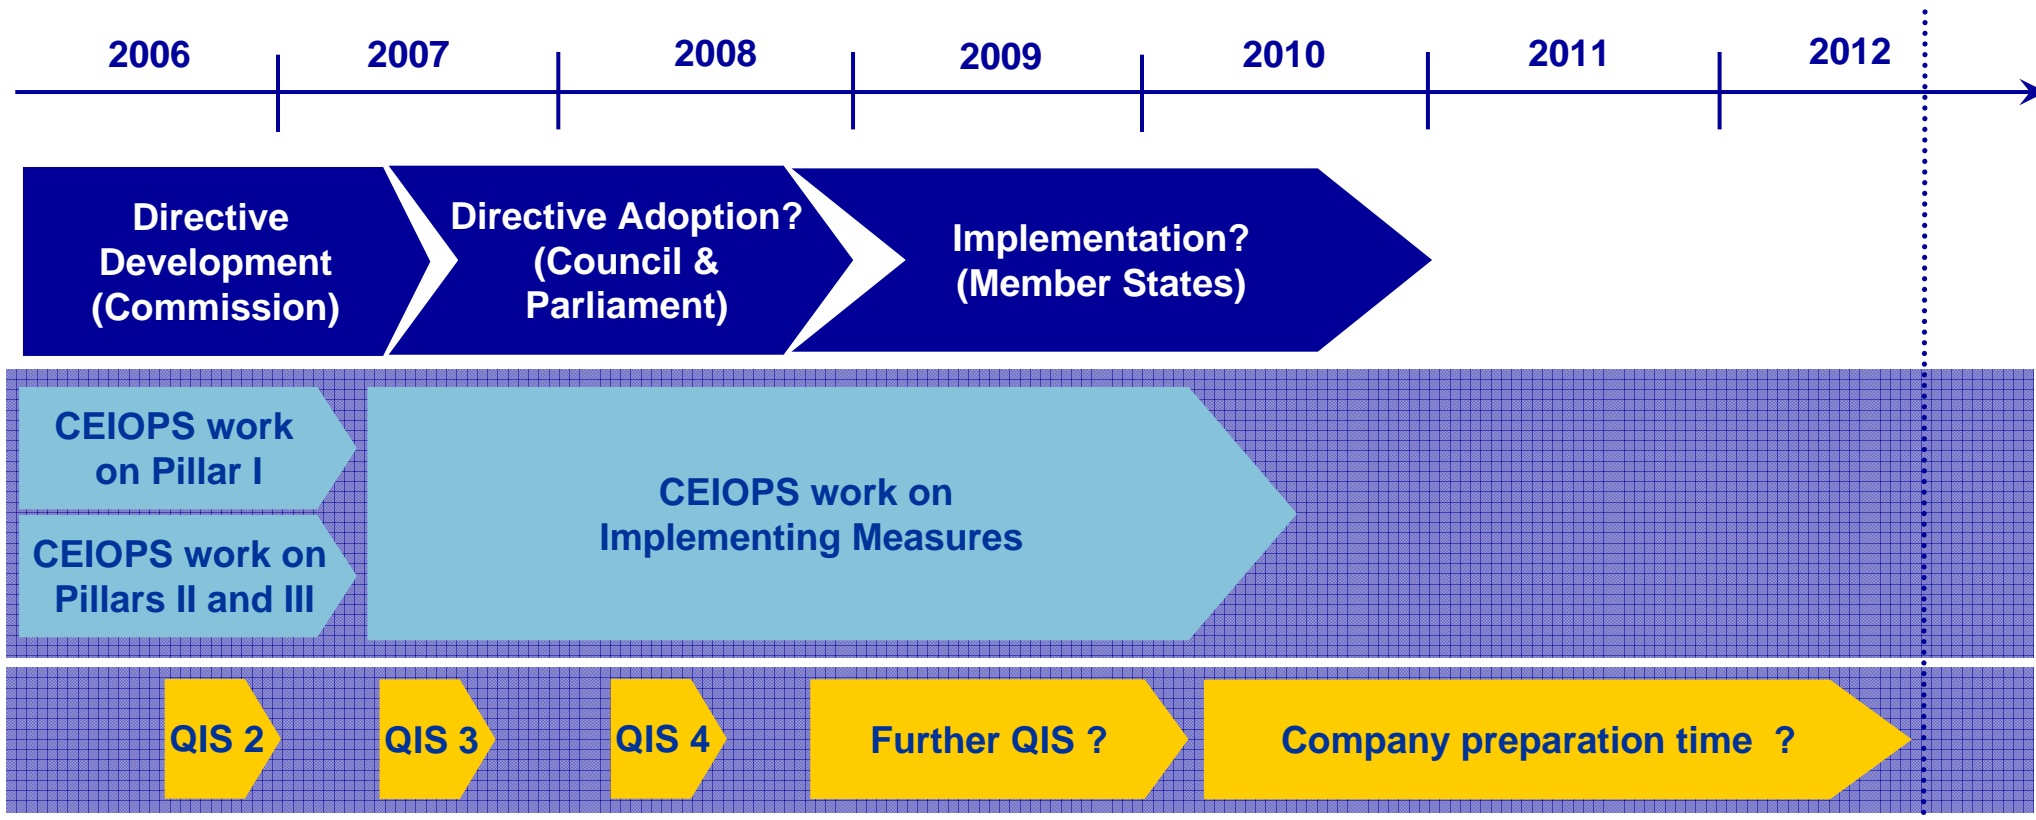 2006
2007
2008
2009
2010
2011
2012
Directive
Development
(Commission)
Directive Adoption?
(Council &
Parliament)
Implementation?
(Member States)
CEIOPS work
on Pillar I
CEIOPS work on
Pillars II and III
CEIOPS work on
Implementing Measures
QIS 2
QIS 3
QIS 4
Further QIS ?
Company preparation time ?